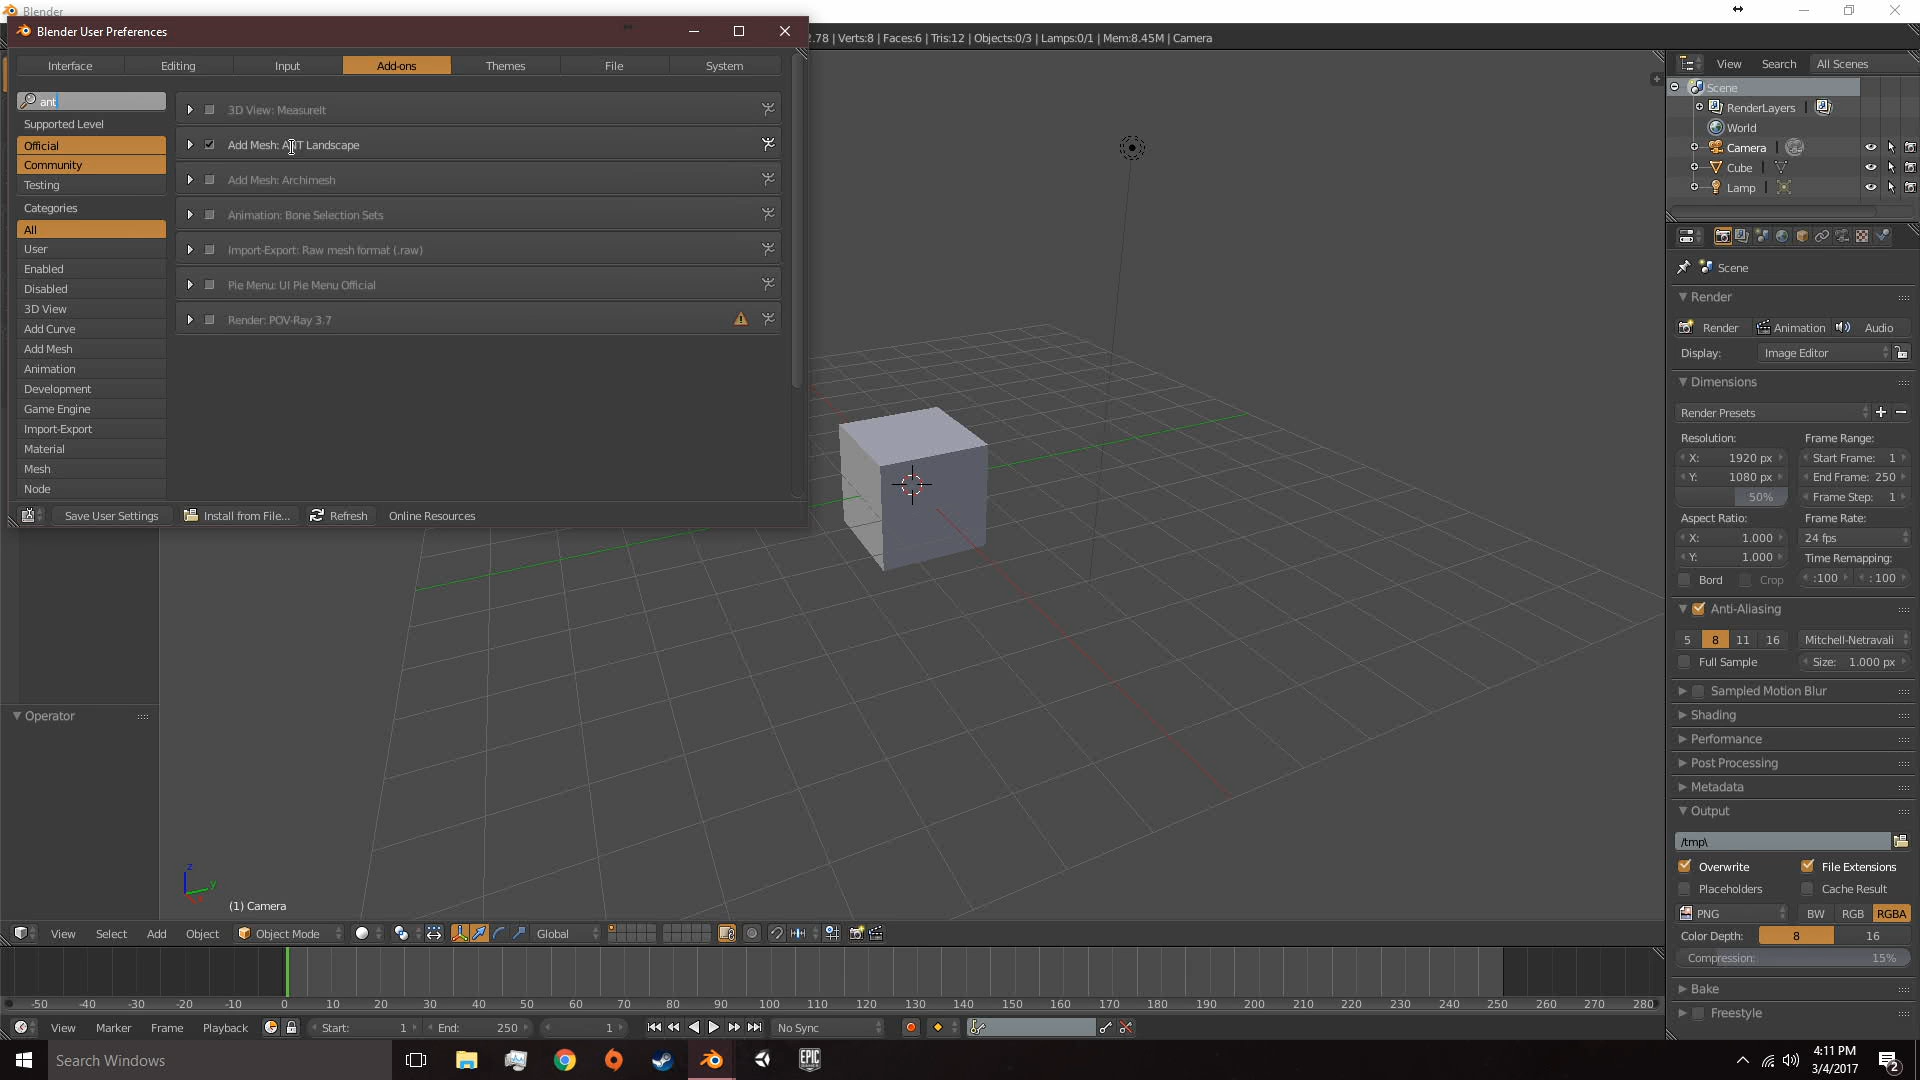 Blender
Blender User Preferences
.78 | Verts:8 | Faces:6 | Tris:12 | Objects:0/3 | Lamps:0/1 | Mem:8.45M | Camera
Interface Editing Input Add-ons Themes File System
ant
Supported Level
Official
Community
Testing
Categories
All
User
Enabled
Disabled
3D View
Add Curve
Add Mesh
Animation
Development
Game Engine
Import-Export
Material
Mesh
Node
3D View: MeasureIt
Add Mesh: ANT Landscape
Add Mesh: Archimesh
Animation: Bone Selection Sets
Import-Export: Raw mesh format (.raw)
Pie Menu: UI Pie Menu Official
Render: POV-Ray 3.7
Save User Settings Install from File... Refresh Online Resources
Operator
z
y
(1) Camera
View Select Add Object Object Mode Global
View Search All Scenes
Scene
RenderLayers |
World
Camera |
Cube |
Lamp |
Scene
Render
Render Animation Audio
Display: Image Editor
Dimensions
Render Presets
Resolution: Frame Range:
X: 1920 px Start Frame: 1
Y: 1080 px End Frame: 250
50% Frame Step: 1
Aspect Ratio: Frame Rate:
X: 1.000 24 fps
Y: 1.000 Time Remapping:
Bord Crop :100 : 100
Anti-Aliasing
5 8 11 16 Mitchell-Netravali
Full Sample Size: 1.000 px
Sampled Motion Blur
Shading
Performance
Post Processing
Metadata
Output
/tmp\
Overwrite File Extensions
Placeholders Cache Result
PNG BW RGB RGBA
Color Depth: 8 16
Compression: 15%
Bake
Freestyle
-50 -40 -30 -20 -10 0 10 20 30 40 50 60 70 80 90 100 110 120 130 140 150 160 170 180 190 200 210 220 230 240 250 260 270 280
View Marker Frame Playback Start: 1 End: 250 1 No Sync
Search Windows
EPIC
GAMES
4:11 PM
3/4/2017
2